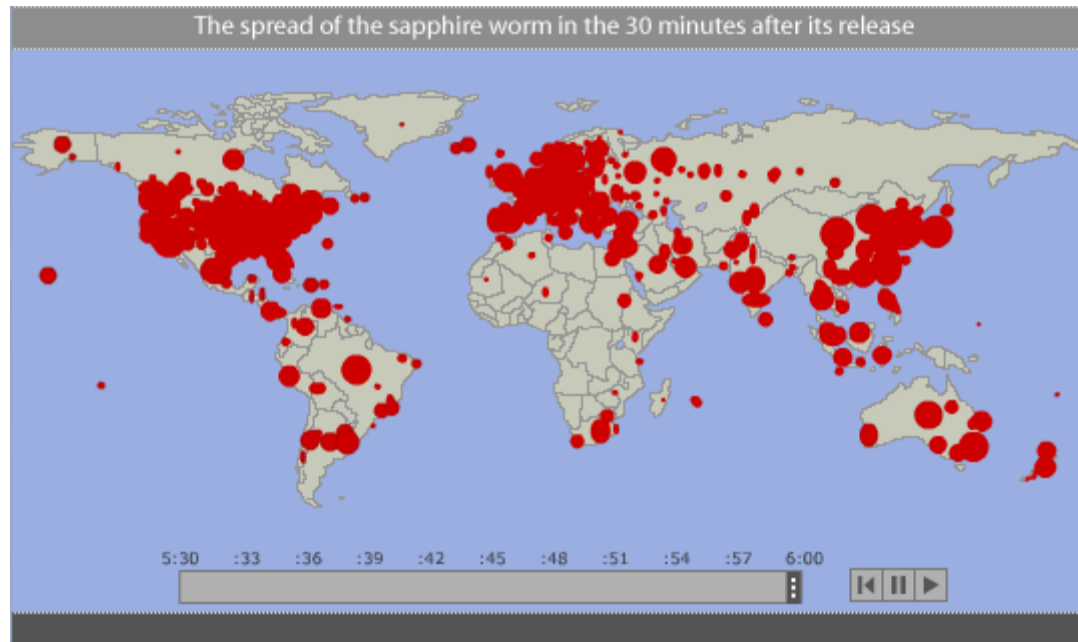 The spread of the sapphire worm in the 30 minutes after its release
5:30 :33 :36 :39 :42 :45 :48 :51 :54 :57 6:00